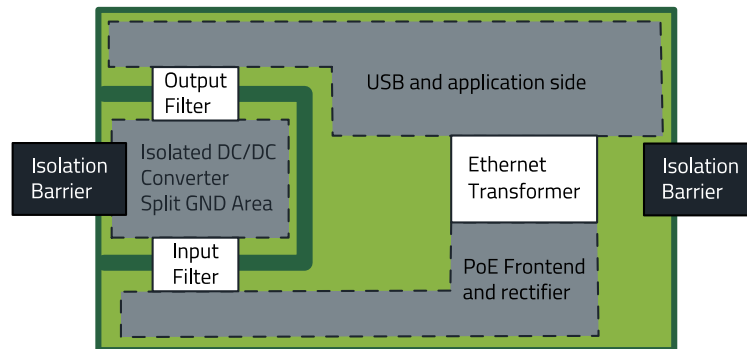 USB and application side
Output
Filter
Isolated DC/DC
Converter
Split GND Area
Isolation
Barrier
Ethernet
Transformer
Isolation
Barrier
Input
Filter
PoE Frontend
and rectifier